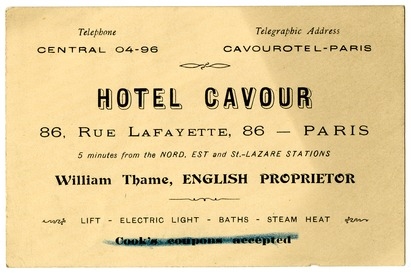 Telephone Telegraphic Address
CENTRAL 04-96 CAVOUROTEL-PARIS
HOTEL CAVOUR
86, RUE LAFAYETTE, 86 — PARIS
5 minutes from the NORD, EST and St.-LAZARE STATIONS
William Thame, ENGLISH PROPRIETOR
LIFT - ELECTRIC LIGHT - BATHS - STEAM HEAT
Cook's coupons accepted